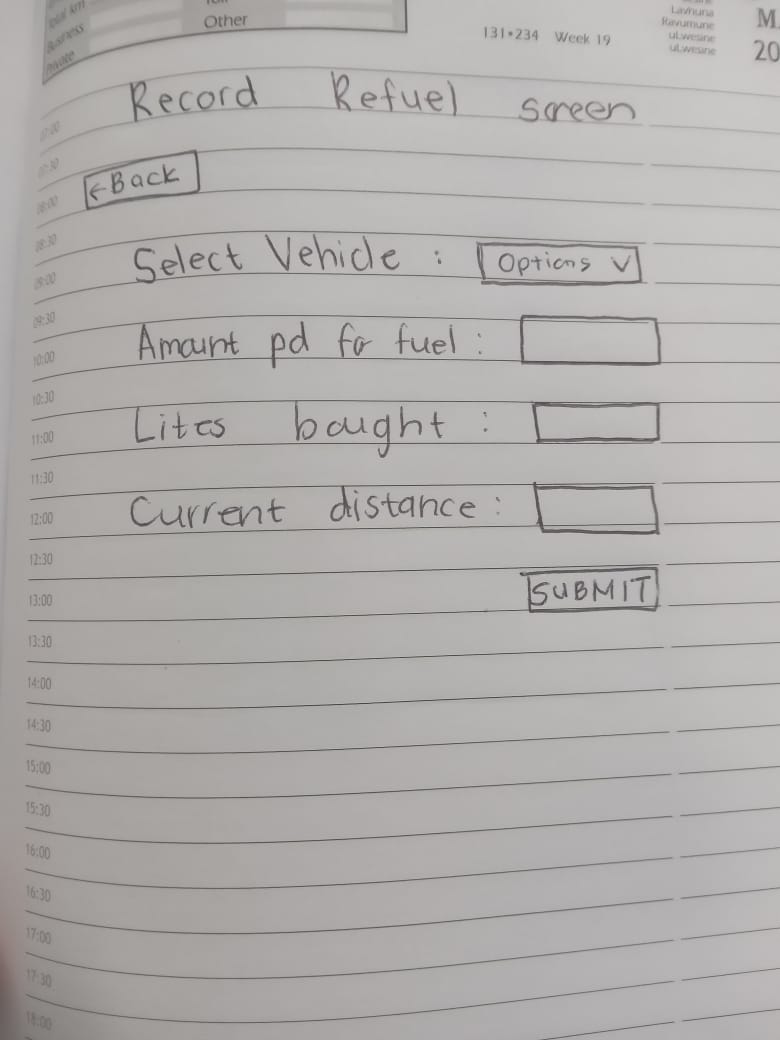 Total km
Business
Private
Other
131•234 Week 19
Lavhuna
Ravumune
uLwesine
uLwesine
M
20
Record Refuel screen
←Back
Select Vehicle : Options V
Amount pd for fuel :
Lites bought :
Current distance :
SUBMIT
07:00
07:30
08:00
08:30
09:00
09:30
10:00
10:30
11:00
11:30
12:00
12:30
13:00
13:30
14:00
14:30
15:00
15:30
16:00
16:30
17:00
17:30
18:00